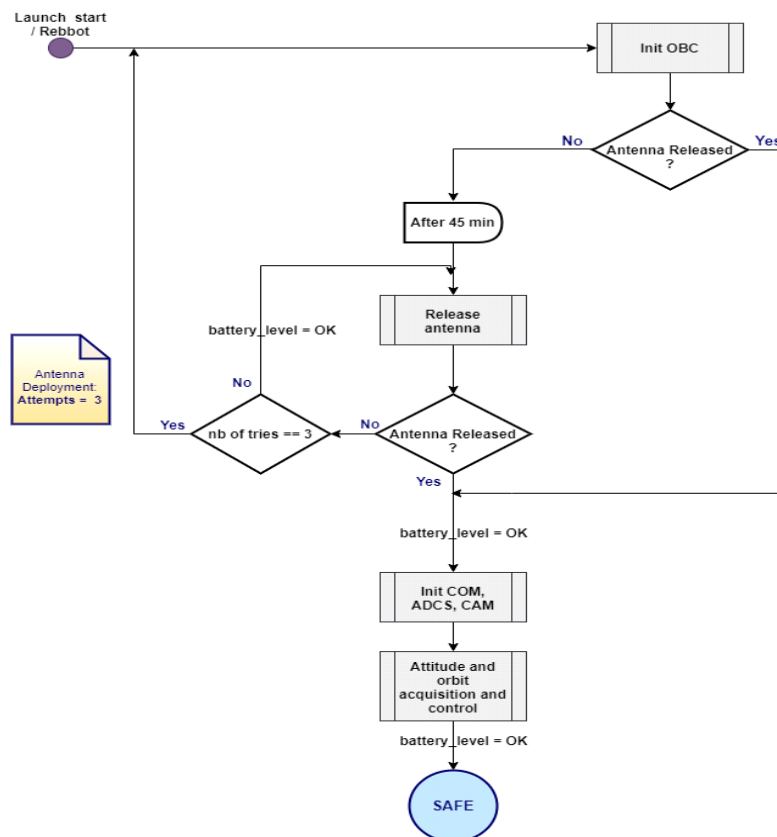 Launch start
/ Rebbot
Init OBC
No
Antenna Released
?
Yes
After 45 min
battery_level = OK
Release
antenna
Antenna
Deployment:
Attempts = 3
No
Yes
nb of tries == 3
No
Antenna Released
?
Yes
battery_level = OK
Init COM,
ADCS, CAM
Attitude and
orbit
acquisition and
control
battery_level = OK
SAFE